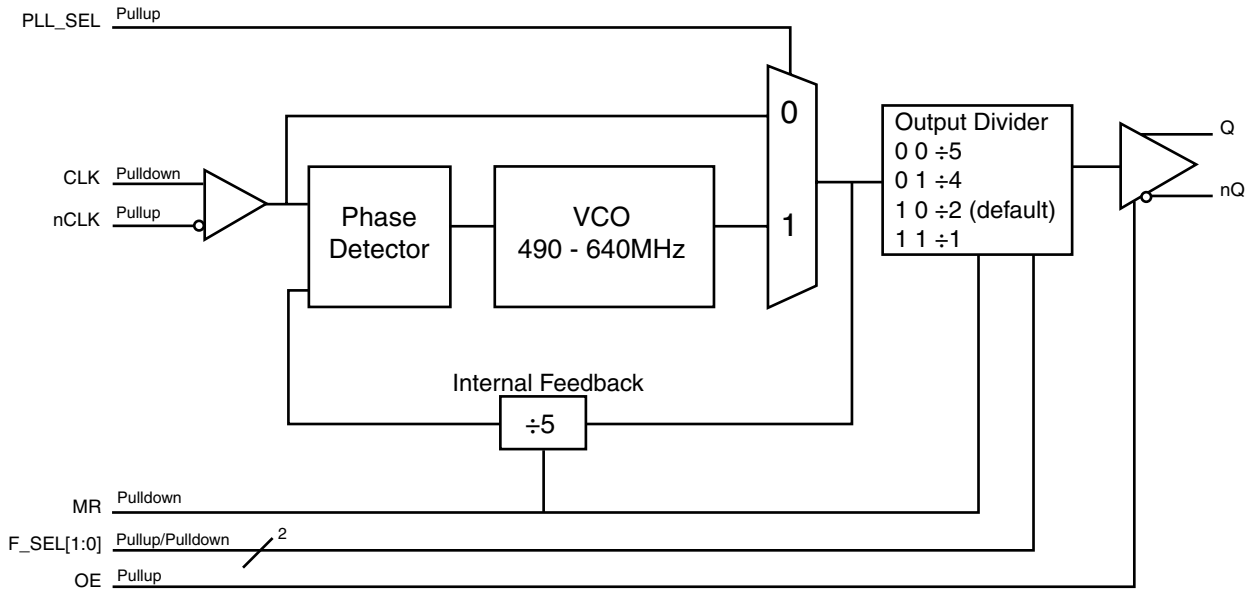 PLL_SEL Pullup
0
Output Divider
0 0 ÷5
0 1 ÷4
1 0 ÷2 (default)
1 1 ÷1
Q
nQ
CLK Pulldown
nCLK Pullup
Phase
Detector
VCO
490 - 640MHz
1
Internal Feedback
÷5
MR Pulldown
F_SEL[1:0] Pullup/Pulldown 2
OE Pullup